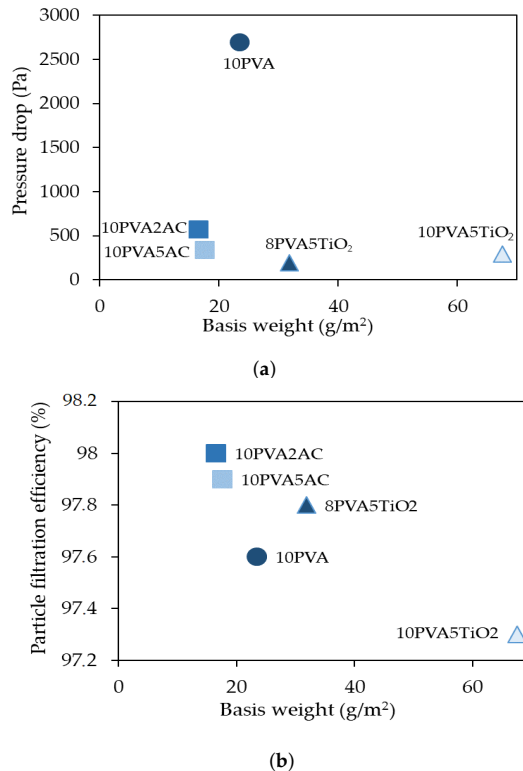 3000
2500
2000
1500
1000
500
0
Pressure drop (Pa)
10PVA
10PVA2AC
10PVA5AC
8PVA5TiO₂
10PVA5TiO₂
0 20 40 60
Basis weight (g/m²)
(a)
98.2
98
97.8
97.6
97.4
97.2
Particle filtration efficiency (%)
10PVA2AC
10PVA5AC
8PVA5TiO2
10PVA
10PVA5TiO2
0 20 40 60
Basis weight (g/m²)
(b)